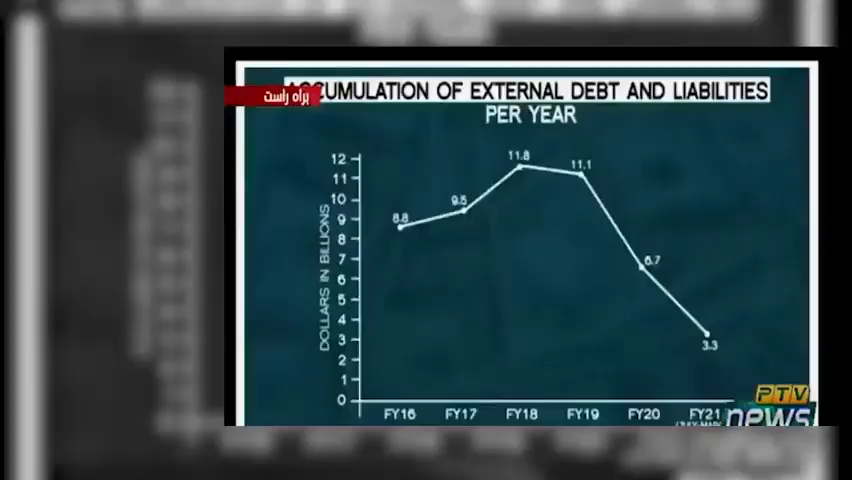 ACCUMULATION OF EXTERNAL DEBT AND LIABILITIES
براہ راست
PER YEAR
DOLLARS IN BILLIONS
12
11
10
9
8
7
6
5
4
3
2
1
0
8.8
9.5
11.8
11.1
6.7
3.3
FY16 FY17 FY18 FY19 FY20 FY21
PTV
news